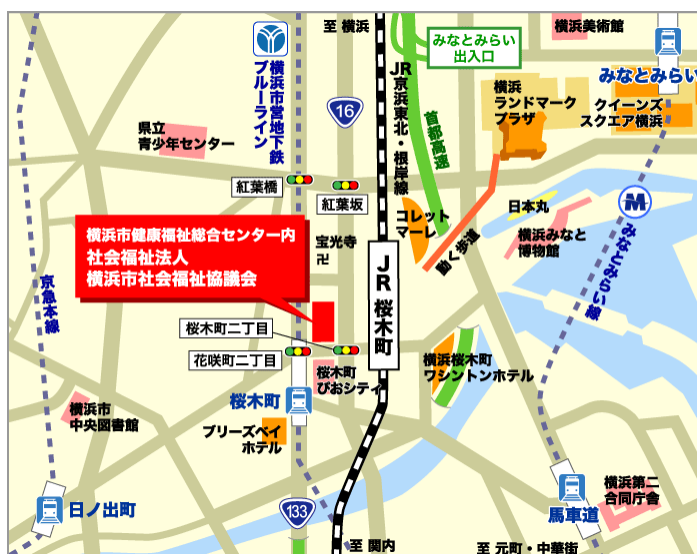 至 横浜
横浜美術館
みなとみらい
出入口
みなとみらい
横浜市営地下鉄
ブルーライン
JR京浜東北・根岸線
首都高速
横浜
ランドマーク
プラザ
クイーンズ
スクエア横浜
16
県立
青少年センター
紅葉橋
紅葉坂
コレット
マーレ
動く歩道
日本丸
横浜みなと
博物館
M
みなとみらい線
横浜市健康福祉総合センター内
社会福祉法人
横浜市社会福祉協議会
宝光寺
卍
JR桜木町
京急本線
桜木町二丁目
花咲町二丁目
桜木町
ぴおシティ
横浜桜木町
ワシントンホテル
桜木町
横浜市
中央図書館
ブリーズベイ
ホテル
日ノ出町
133
馬車道
横浜第二
合同庁舎
至 関内
至 元町・中華街